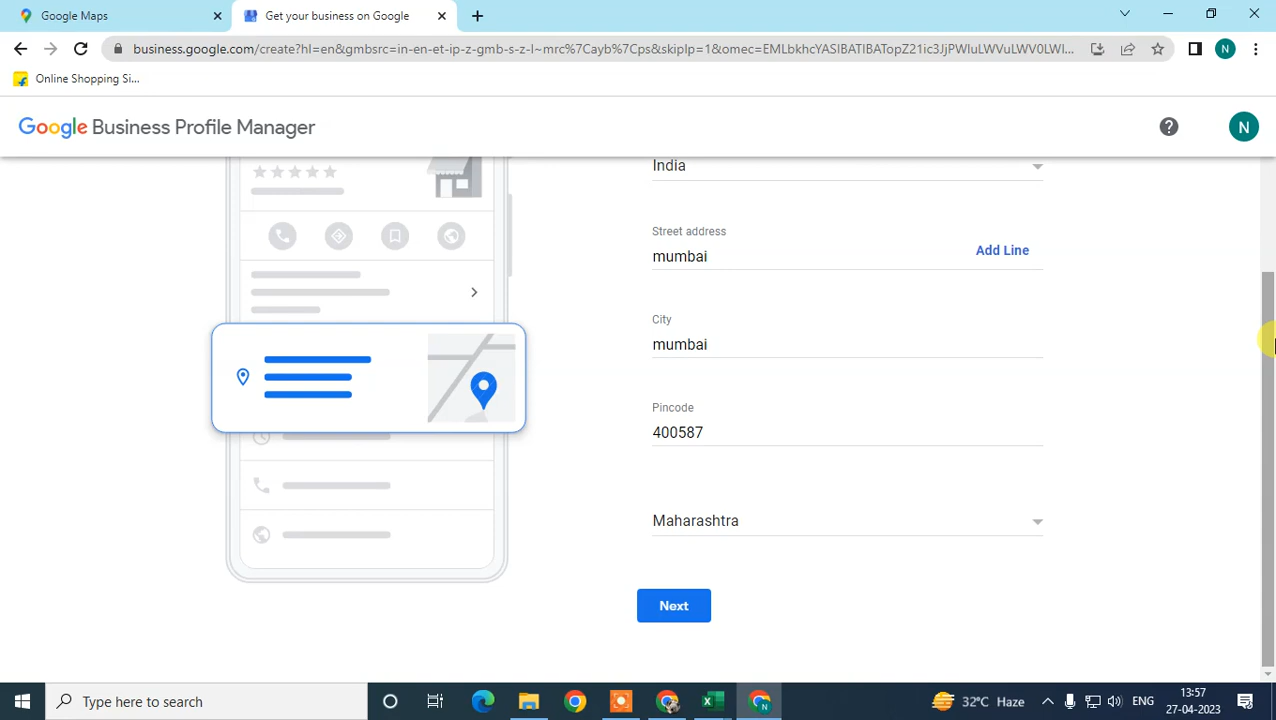 Google Maps
Get your business on Google
business.google.com/create?hl=en&gmbsrc=in-en-et-ip-z-gmb-s-z-l~mrc%7Cayb%7Cps&skiplp=1&omec=EMLbkhcYASIBATIBATopZ21ic3JjPWluLWVuLWV0LWl...
N
Online Shopping Si...
Google Business Profile Manager
N
India
Street address
mumbai
Add Line
City
mumbai
Pincode
400587
Maharashtra
Next
Type here to search
32°C Haze
ENG
13:57
27-04-2023